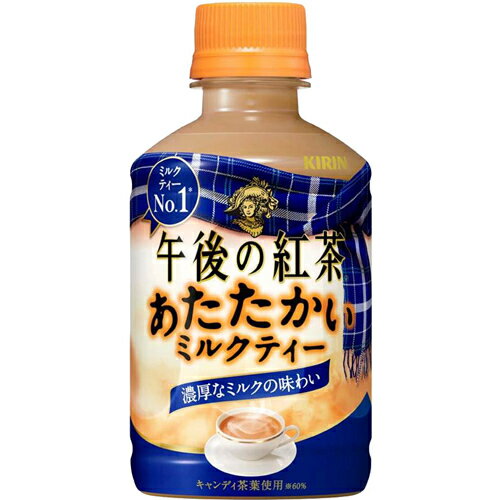 KIRIN
ミルク
ティー
No.1*
午後の紅茶
あたたかい
ミルクティー
濃厚なミルクの味わい
キャンディ茶葉使用 ※60%